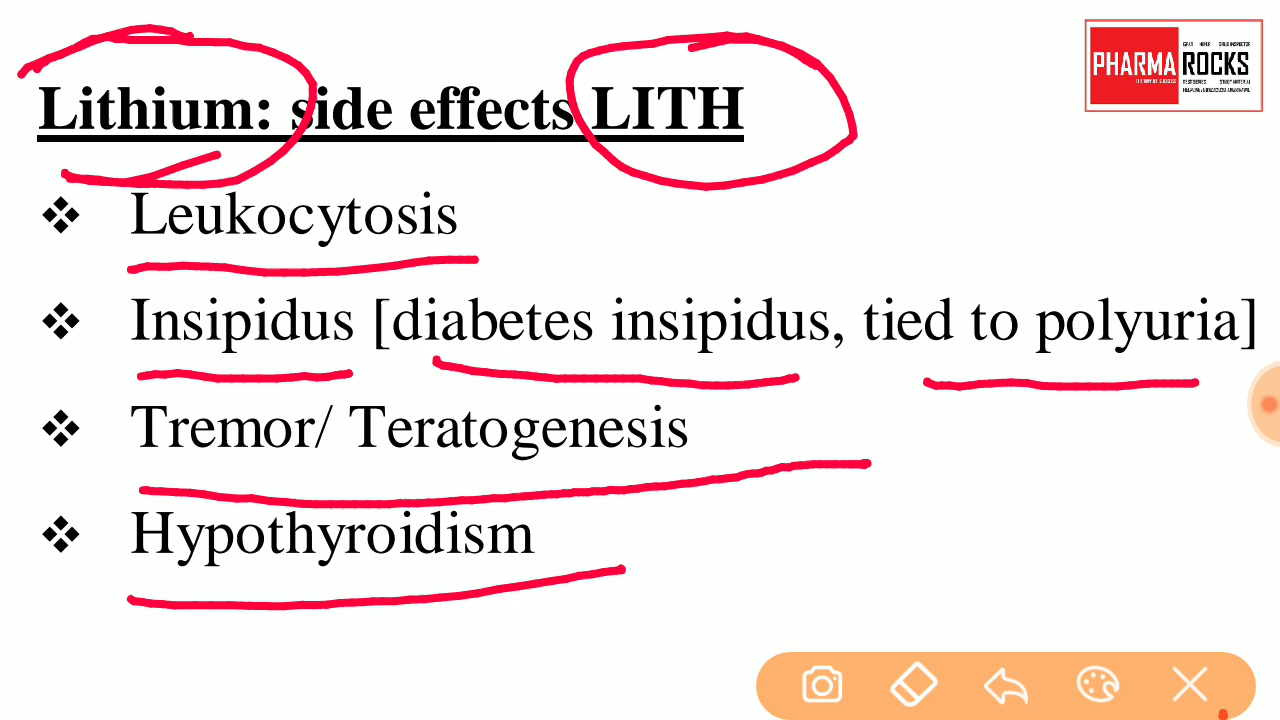 Lithium: side effects LITH
PHARMA ROCKS
❖ Leukocytosis
❖ Insipidus [diabetes insipidus, tied to polyuria]
❖ Tremor/ Teratogenesis
❖ Hypothyroidism